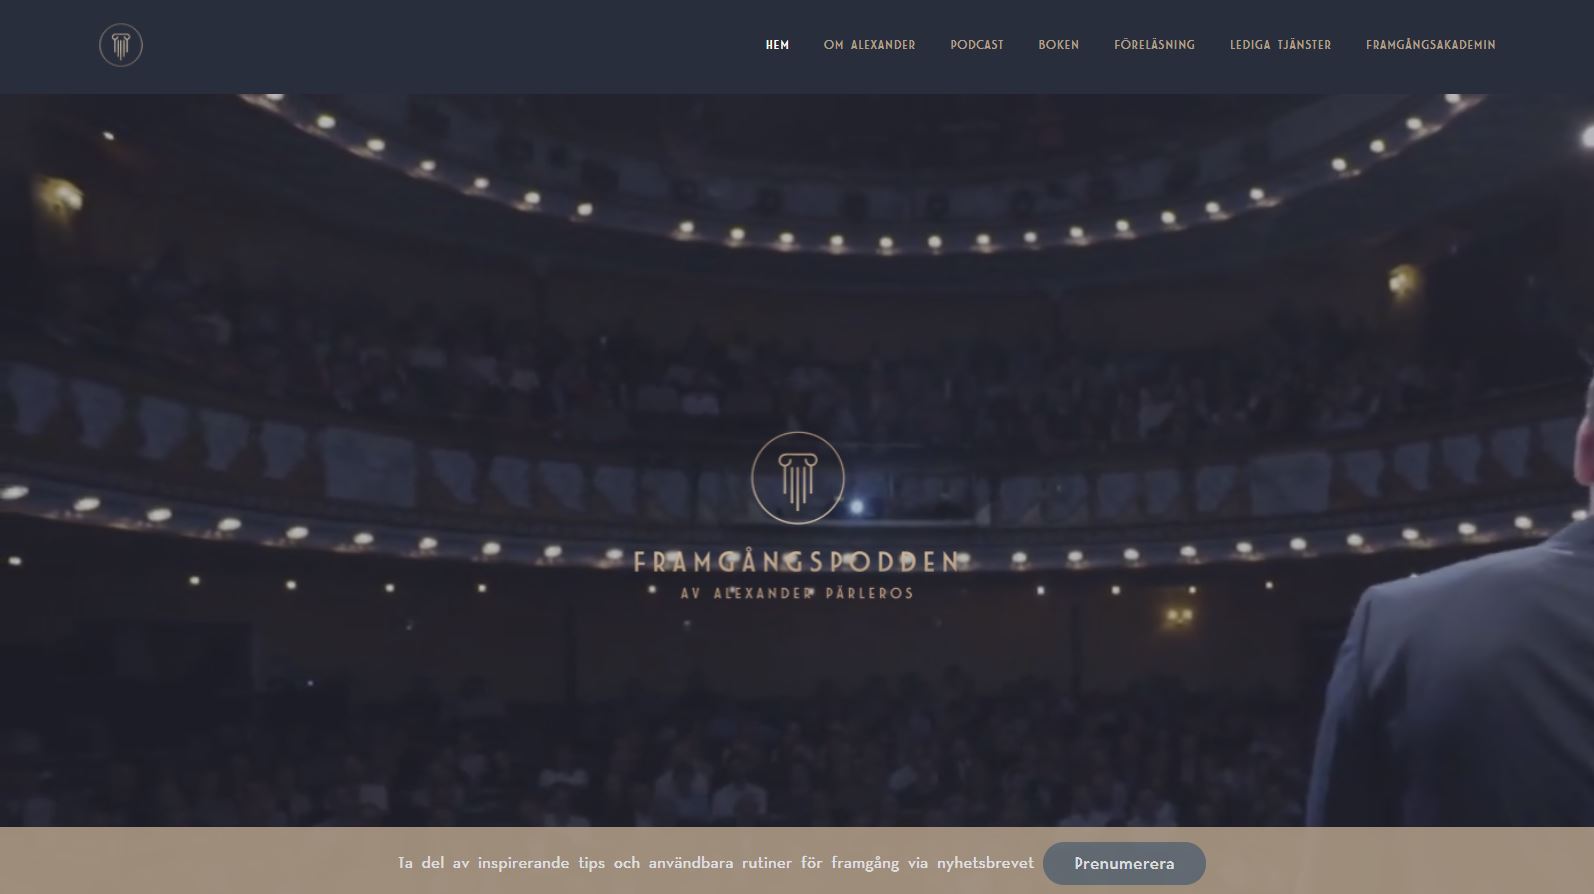 HEM OM ALEXANDER PODCAST BOKEN FÖRELÄSNING LEDIGA TJÄNSTER FRAMGÅNGSAKADEMIN
FRAMGÅNGSPODDEN
AV ALEXANDER PÄRLEROS
Ta del av inspirerande tips och användbara rutiner för framgång via nyhetsbrevet Prenumerera